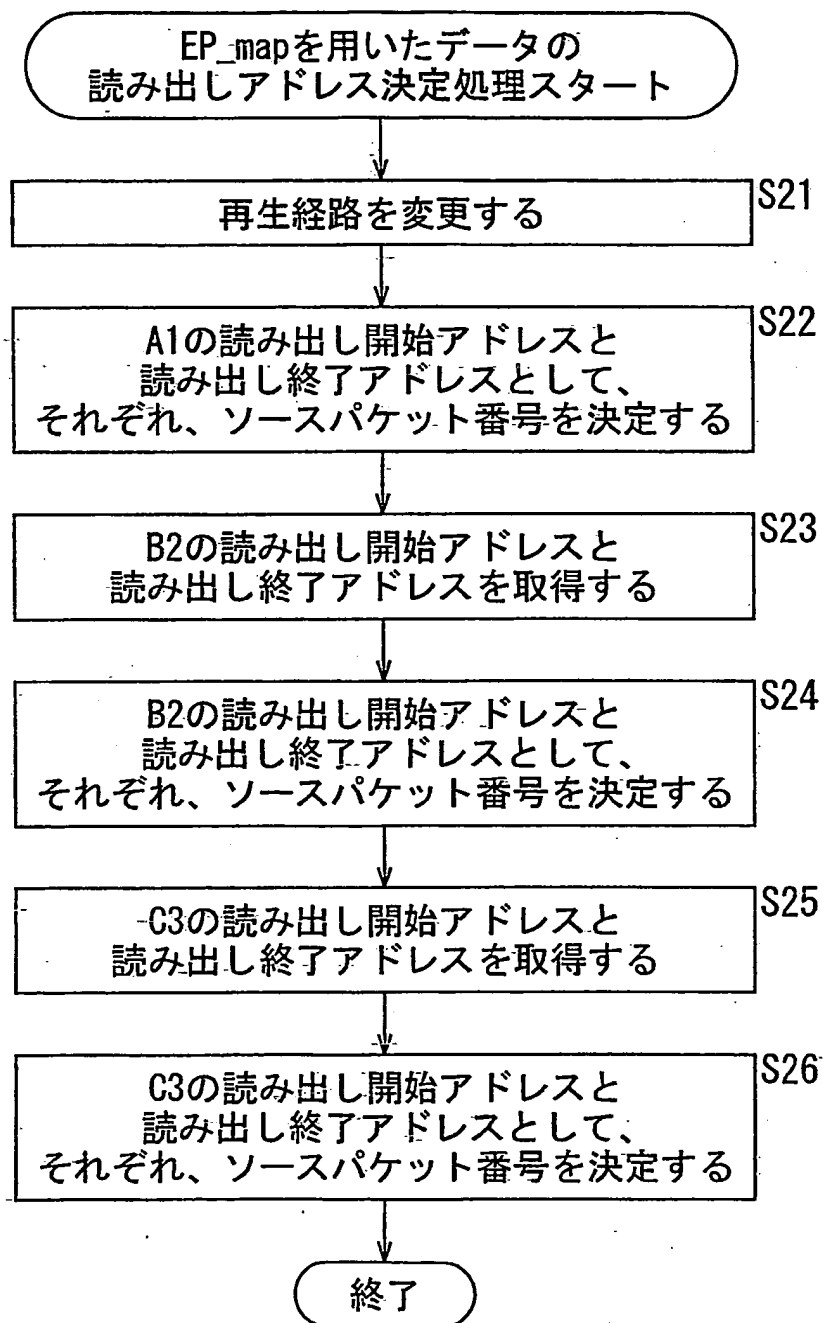 EP_mapを用いたデータの
読み出しアドレス決定処理スタート
再生経路を変更する
S21
A1の読み出し開始アドレスと
読み出し終了アドレスとして、
それぞれ、ソースパケット番号を決定する
S22
B2の読み出し開始アドレスと
読み出し終了アドレスを取得する
S23
B2の読み出し開始アドレスと
読み出し終了アドレスとして、
それぞれ、ソースパケット番号を決定する
S24
C3の読み出し開始アドレスと
読み出し終了アドレスを取得する
S25
C3の読み出し開始アドレスと
読み出し終了アドレスとして、
それぞれ、ソースパケット番号を決定する
S26
終了